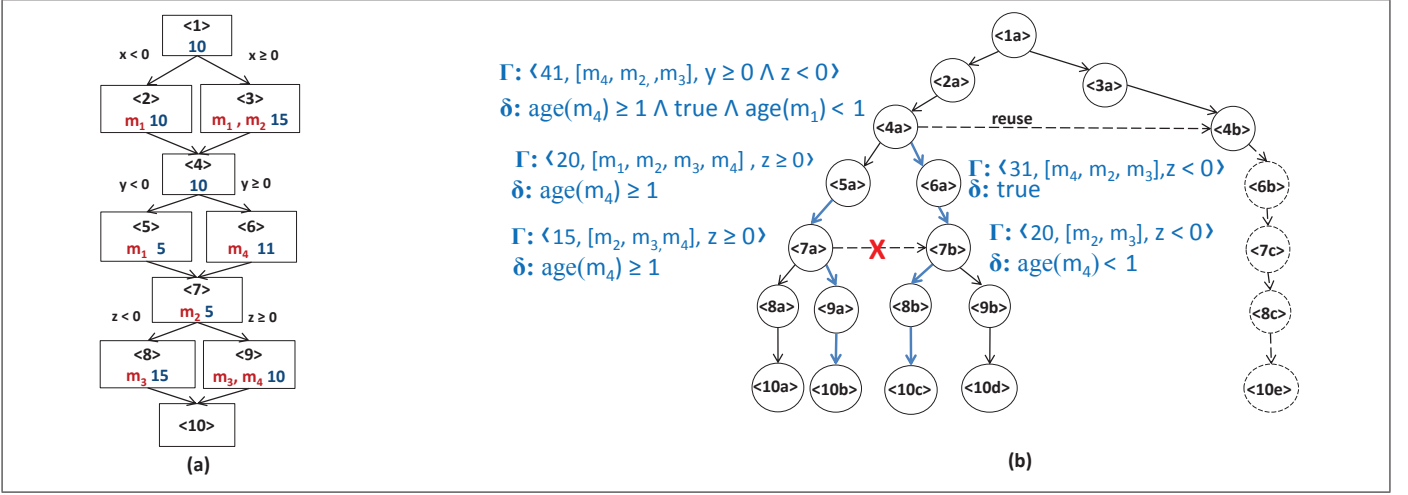 <1>
10
x < 0
x ≥ 0
<2>
m₁ 10
<3>
m₁ , m₂ 15
<4>
10
y < 0
y ≥ 0
<5>
m₁ 5
<6>
m₄ 11
<7>
m₂ 5
z < 0
z ≥ 0
<8>
m₃ 15
<9>
m₃, m₄ 10
<10>
(a)
<1a>
Γ: ⟨41, [m₄, m₂, ,m₃], y ≥ 0 Λ z < 0⟩
δ: age(m₄) ≥ 1 Λ true Λ age(m₁) < 1
<2a>
<3a>
<4a>
reuse
<4b>
Γ: ⟨20, [m₁, m₂, m₃, m₄] , z ≥ 0⟩
δ: age(m₄) ≥ 1
<5a>
<6a>
Γ: ⟨31, [m₄, m₂, m₃],z < 0⟩
δ: true
<6b>
Γ: ⟨15, [m₂, m₃,m₄], z ≥ 0⟩
δ: age(m₄) ≥ 1
<7a>
X
<7b>
Γ: ⟨20, [m₂, m₃], z < 0⟩
δ: age(m₄) < 1
<7c>
<8a>
<9a>
<8b>
<9b>
<8c>
<10a>
<10b>
<10c>
<10d>
<10e>
(b)